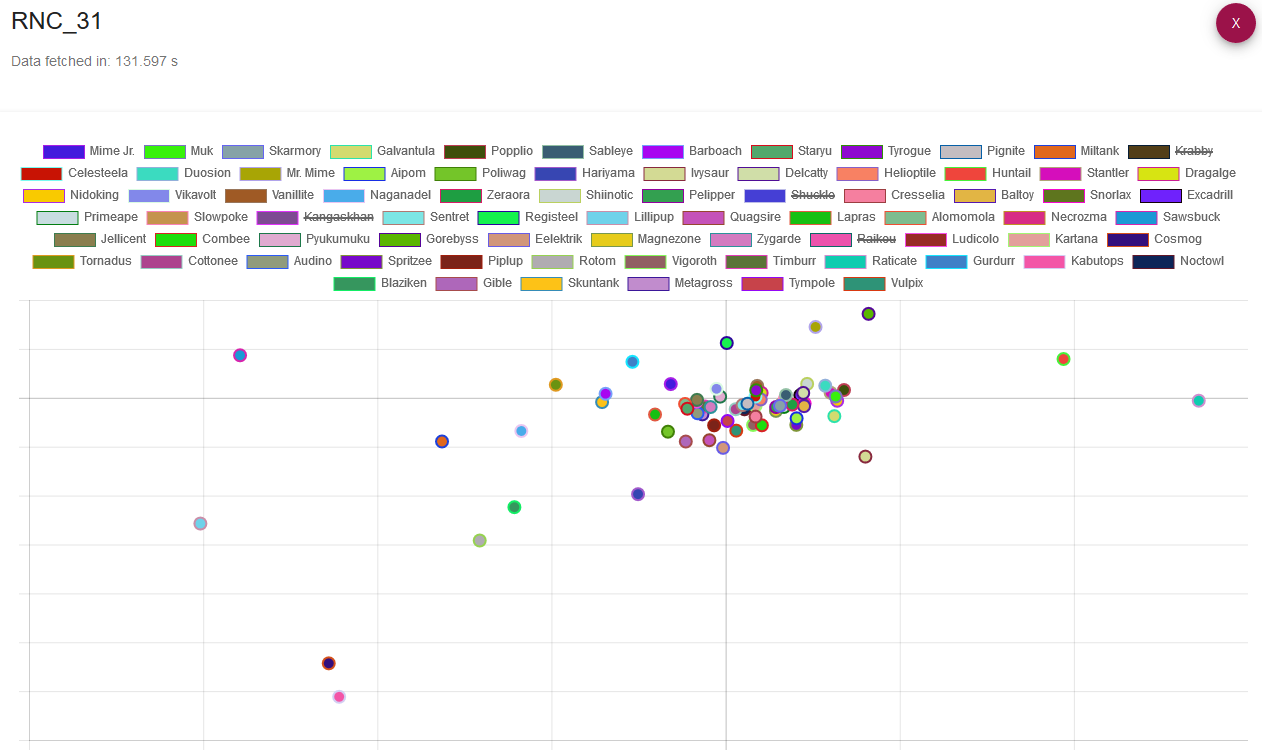 RNC_31
X
Data fetched in: 131.597 s
Mime Jr. Muk Skarmory Galvantula Popplio Sableye Barboach Staryu Tyrogue Pignite Miltank Krabby
Celesteela Duosion Mr. Mime Aipom Poliwag Hariyama Ivysaur Delcatty Helioptile Huntail Stantler Dragalge
Nidoking Vikavolt Vanillite Naganadel Zeraora Shiinotic Pelipper Shuckle Cresselia Baltoy Snorlax Excadrill
Primeape Slowpoke Kangaskhan Sentret Registeel Lillipup Quagsire Lapras Alomomola Necrozma Sawsbuck
Jellicent Combee Pyukumuku Gorebyss Eelektrik Magnezone Zygarde Raikou Ludicolo Kartana Cosmog
Tornadus Cottonee Audino Spritzee Piplup Rotom Vigoroth Timburr Raticate Gurdurr Kabutops Noctowl
Blaziken Gible Skuntank Metagross Tympole Vulpix